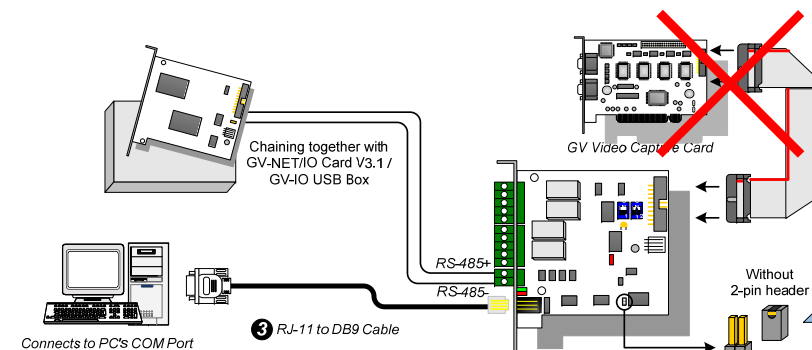 GV Video Capture Card
Chaining together with
GV-NET/IO Card V3.1 /
GV-IO USB Box
RS-485+
RS-485-
Without
2-pin header
3 RJ-11 to DB9 Cable
Connects to PC's COM Port